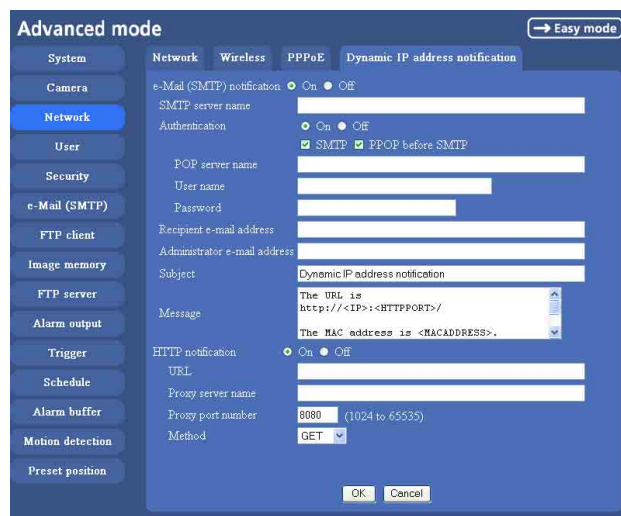 Advanced mode
→ Easy mode
System
Camera
Network
User
Security
e-Mail (SMTP)
FTP client
Image memory
FTP server
Alarm output
Trigger
Schedule
Alarm buffer
Motion detection
Preset position
Network Wireless PPPoE Dynamic IP address notification
e-Mail (SMTP) notification On Off
SMTP server name
Authentication On Off
SMTP PPOP before SMTP
POP server name
User name
Password
Recipient e-mail address
Administrator e-mail address
Subject Dynamic IP address notification
Message
The URL is
http://<IP>:<HTTPPORT>/
The MAC address is <MACADDRESS>.
HTTP notification On Off
URL
Proxy server name
Proxy port number 8080 (1024 to 65535)
Method GET
OK Cancel